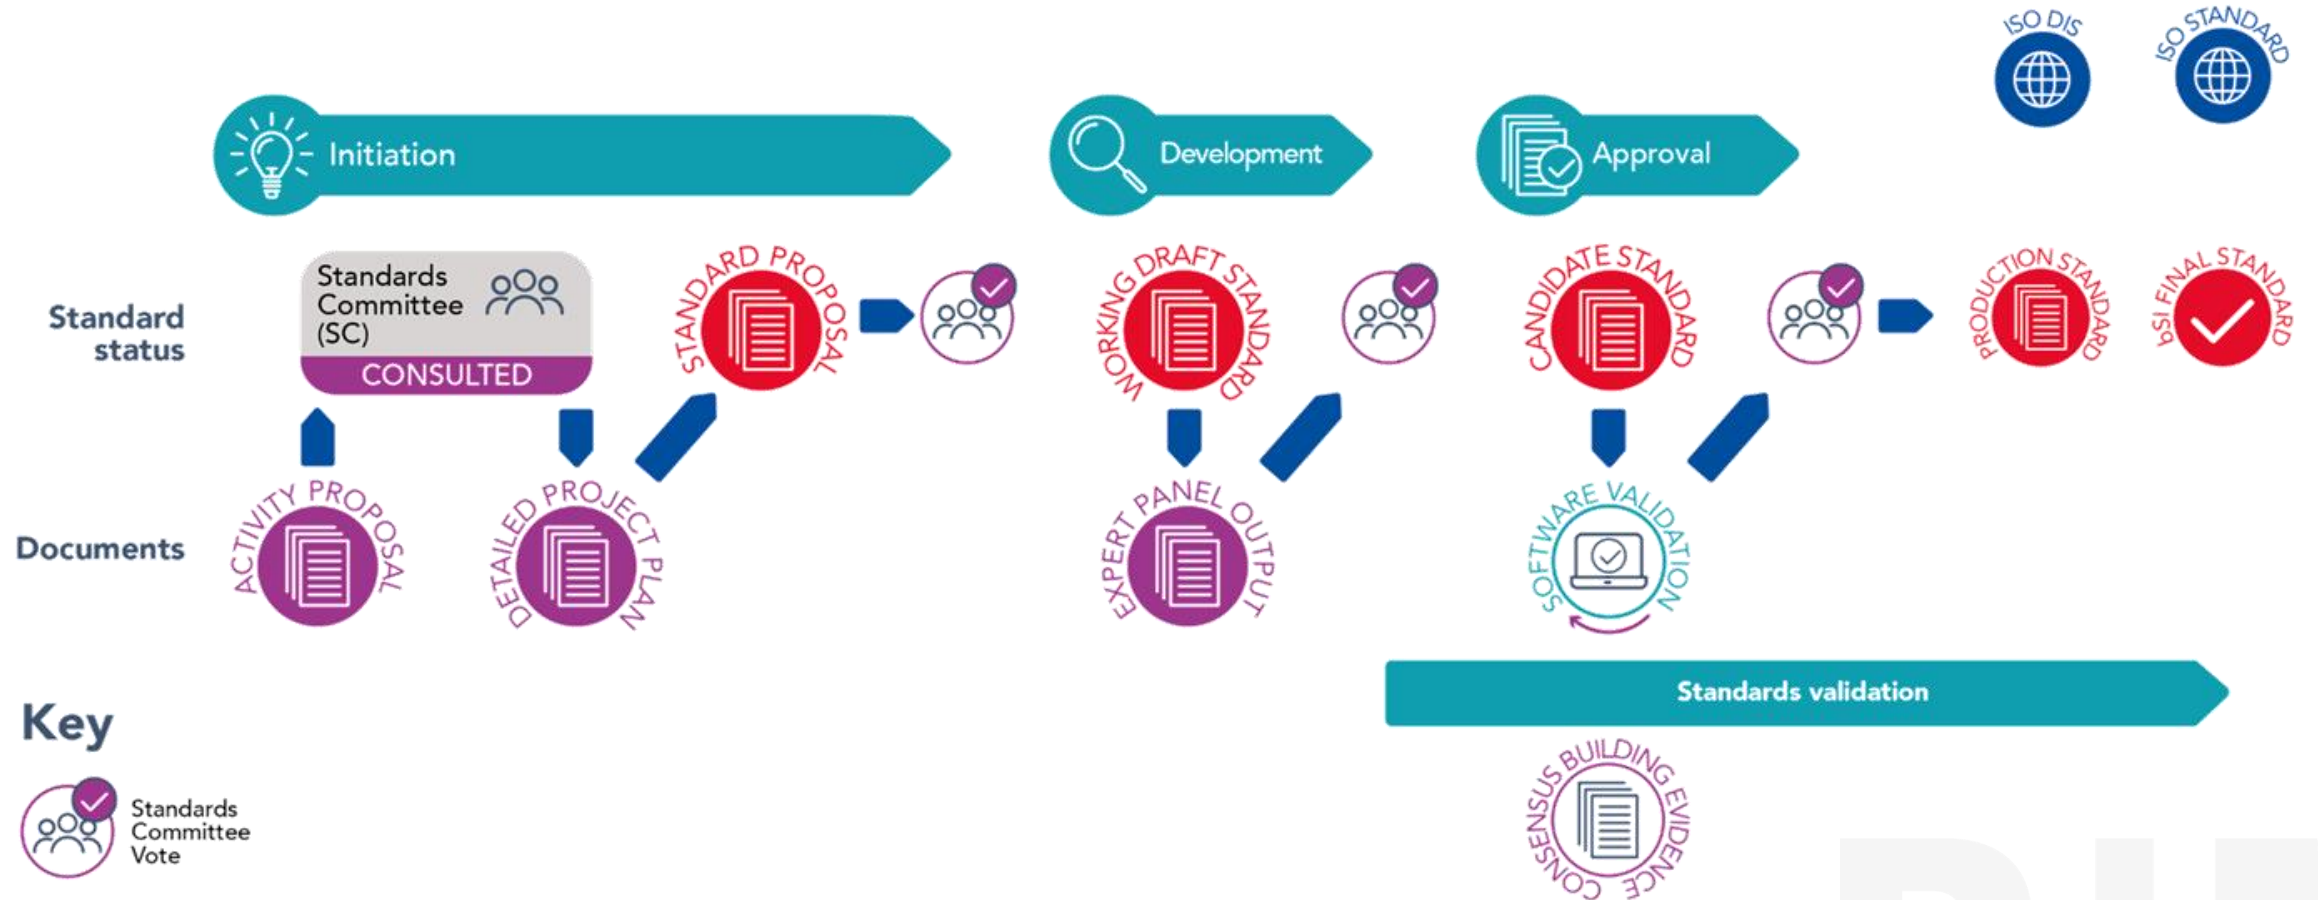 ISO DIS
ISO STANDARD
Initiation
Development
Approval
Standard
status
Standards
Committee
(SC)
CONSULTED
STANDARD PROPOSAL
WORKING DRAFT STANDARD
CANDIDATE STANDARD
PRODUCTION STANDARD
bSI FINAL STANDARD
Documents
ACTIVITY PROPOSAL
DETAILED PROJECT PLAN
EXPERT PANEL OUTPUT
SOFTWARE VALIDATION
Standards validation
Key
Standards
Committee
Vote
CONSENSUS BUILDING EVIDENCE